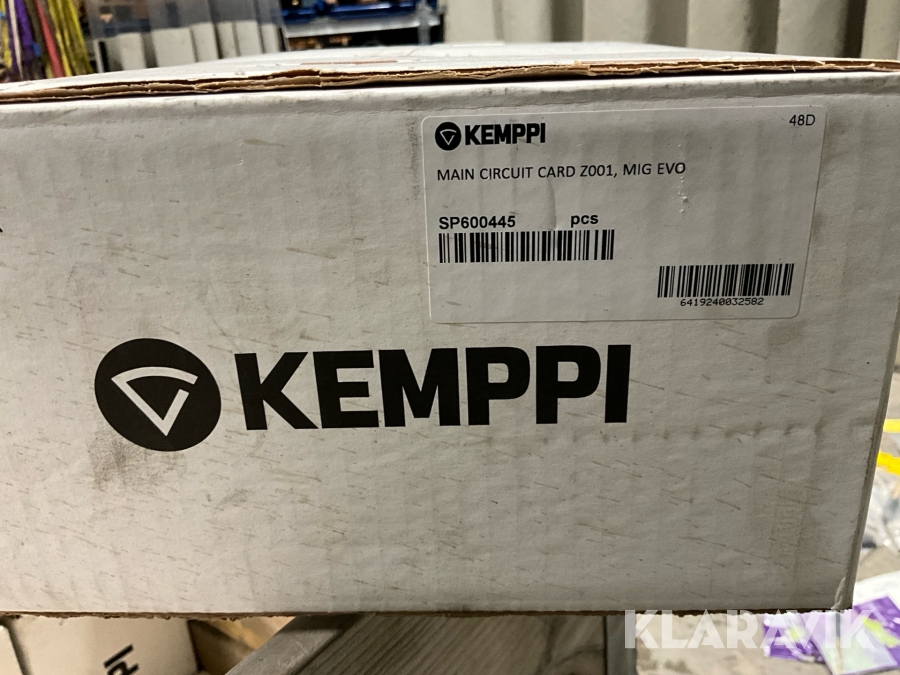 KEMPPI
48D
MAIN CIRCUIT CARD Z001, MIG EVO
SP600445 pcs
6419240032582
KEMPPI
KLARAVIK